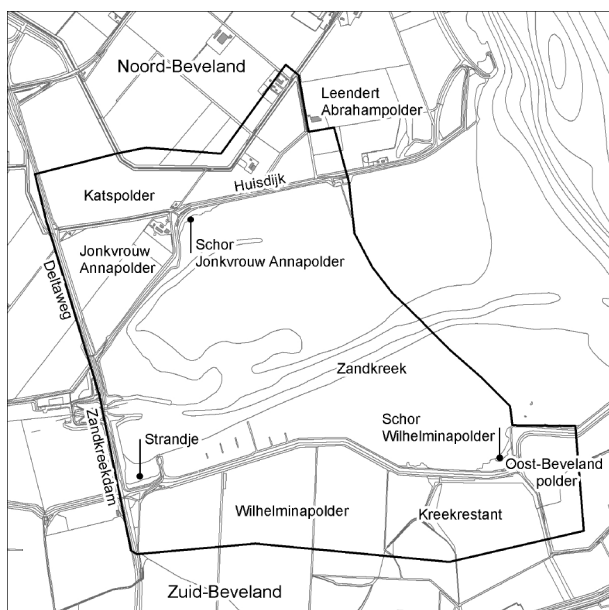 Noord-Beveland
Leendert
Abrahampolder
Katspolder
Huisdijk
Jonkvrouw
Annapolder
Schor
Jonkvrouw Annapolder
Deltaweg
Zandkreek
Zandkreekdam
Schor
Wilhelminapolder
Strandje
Oost-Beveland
polder
Wilhelminapolder
Kreekrestant
Zuid-Beveland